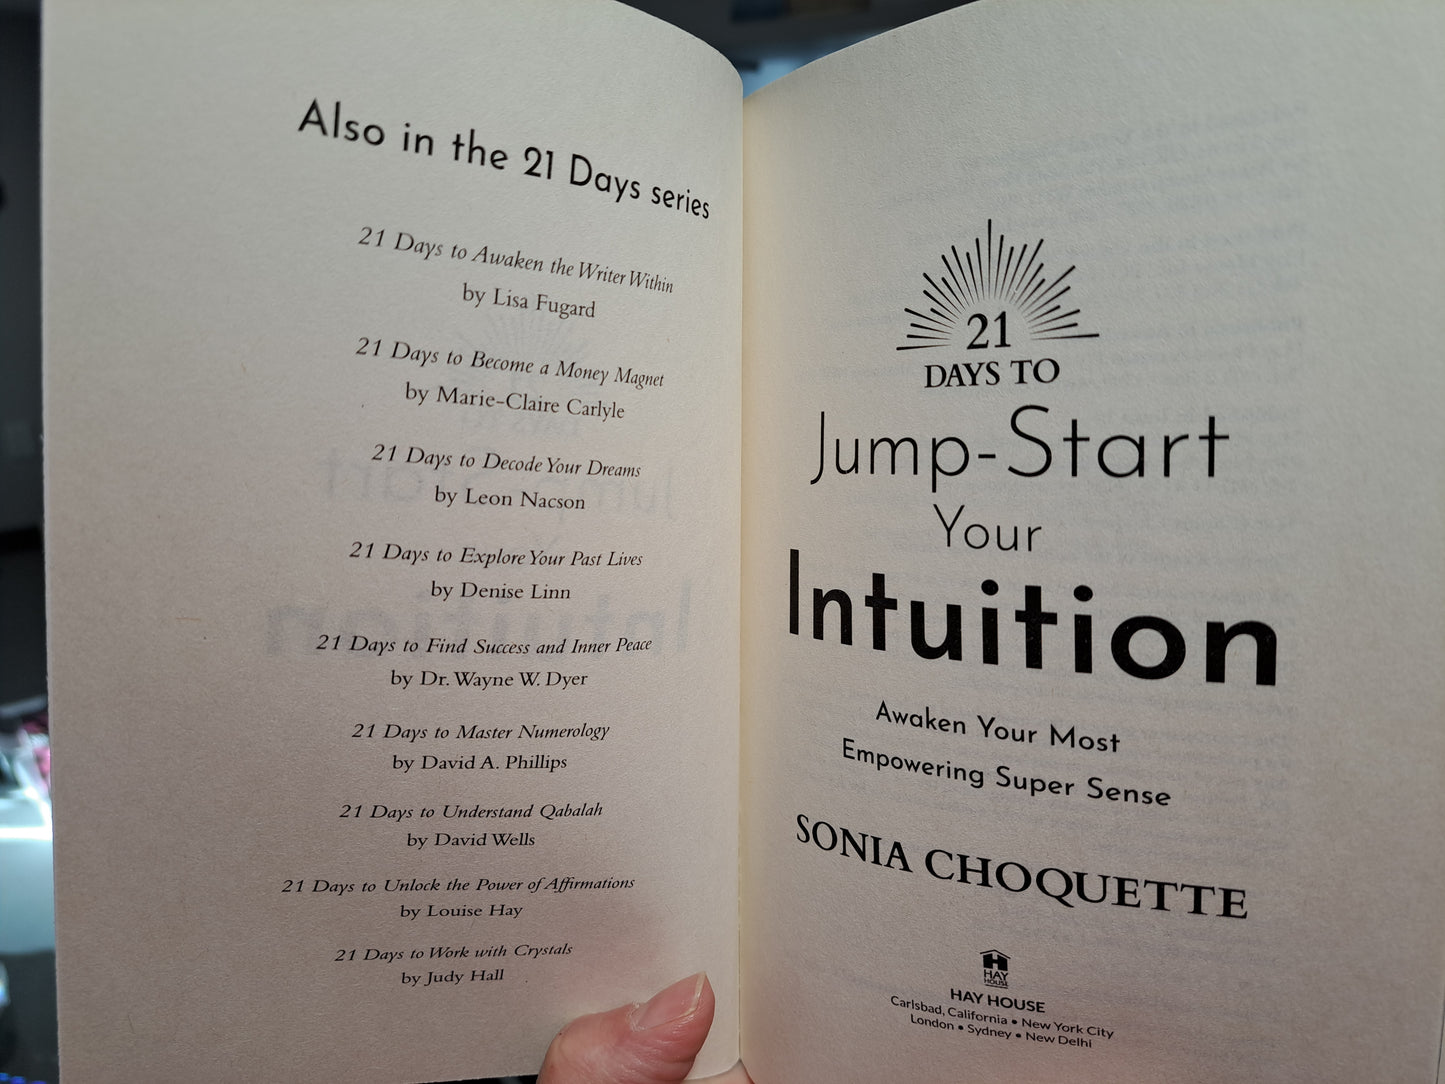 Also in the 21 Days series
21 Days to Awaken the Writer Within
by Lisa Fugard
21 Days to Become a Money Magnet
by Marie-Claire Carlyle
21 Days to Decode Your Dreams
by Leon Nacson
21 Days to Explore Your Past Lives
by Denise Linn
21 Days to Find Success and Inner Peace
by Dr. Wayne W. Dyer
21 Days to Master Numerology
by David A. Phillips
21 Days to Understand Qabalah
by David Wells
21 Days to Unlock the Power of Affirmations
by Louise Hay
21 Days to Work with Crystals
by Judy Hall
21
DAYS TO
Jump-Start
Your
Intuition
Awaken Your Most
Empowering Super Sense
SONIA CHOQUETTE
HAY
HOUSE
HAY HOUSE
Carlsbad, California • New York City
London • Sydney • New Delhi